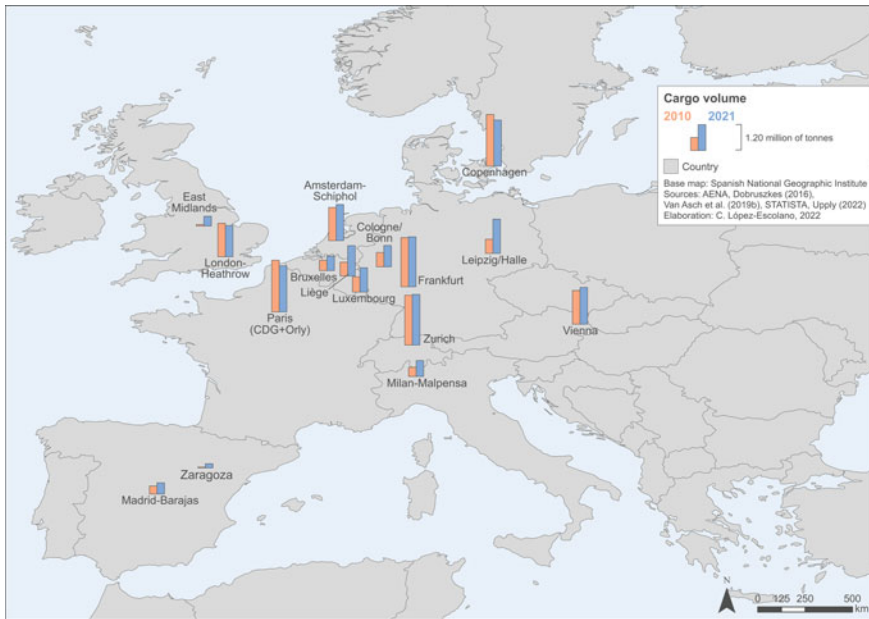 Cargo volume
2010 2021
1.20 million of tonnes
Country
Base map: Spanish National Geographic Institute
Sources: AENA, Dobruszkes (2016),
Van Asch et al. (2019b), STATISTA, Upply (2022)
Elaboration: C. López-Escolano, 2022
Copenhagen
Amsterdam-
Schiphol
East
Midlands
London-
Heathrow
Cologne/
Bonn
Leipzig/Halle
Bruxelles
Liège
Luxembourg
Frankfurt
Paris
(CDG+Orly)
Zurich
Vienna
Milan-Malpensa
Zaragoza
Madrid-Barajas
N
0 125 250 500
km